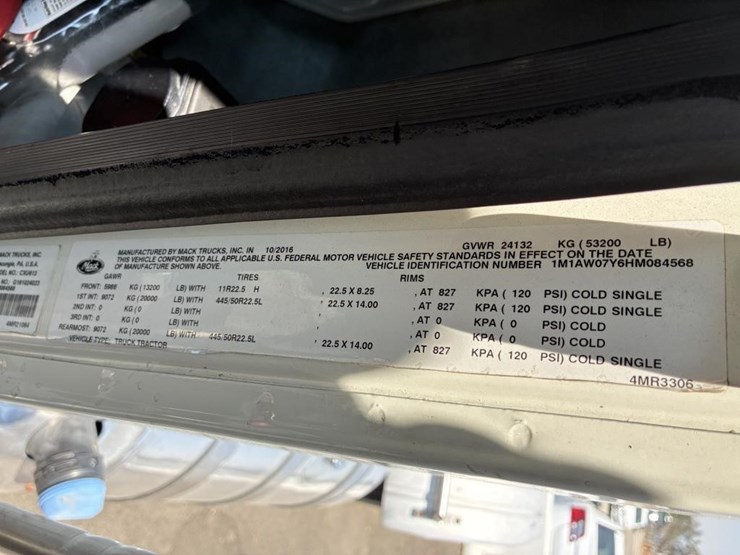 MACK TRUCKS, INC.
PA, U.S.A.
Mack
MANUFACTURED BY MACK TRUCKS, INC. IN 10/2016 GVWR 24132 KG ( 53200 LB)
THIS VEHICLE CONFORMS TO ALL APPLICABLE U.S. FEDERAL MOTOR VEHICLE SAFETY STANDARDS IN EFFECT ON THE DATE
OF MANUFACTURE SHOWN ABOVE. VEHICLE IDENTIFICATION NUMBER 1M1AW07Y6HM084568
GAWR TIRES RIMS
FRONT: 5988 KG (13200 LB) WITH 11R22.5 H , 22.5 X 8.25 , AT 827 KPA ( 120 PSI) COLD SINGLE
1ST INT: 9072 KG (20000 LB) WITH 445/50R22.5L , 22.5 X 14.00 , AT 827 KPA ( 120 PSI) COLD SINGLE
2ND INT: 0 KG ( 0 LB) WITH , , AT 0 KPA ( 0 PSI) COLD
3RD INT: 0 KG ( 0 LB) WITH , , AT 0 KPA ( 0 PSI) COLD
REARMOST: 9072 KG (20000 LB) WITH 445/50R22.5L , 22.5 X 14.00 , AT 827 KPA ( 120 PSI) COLD SINGLE
VEHICLE TYPE: TRUCK TRACTOR
4MR3306